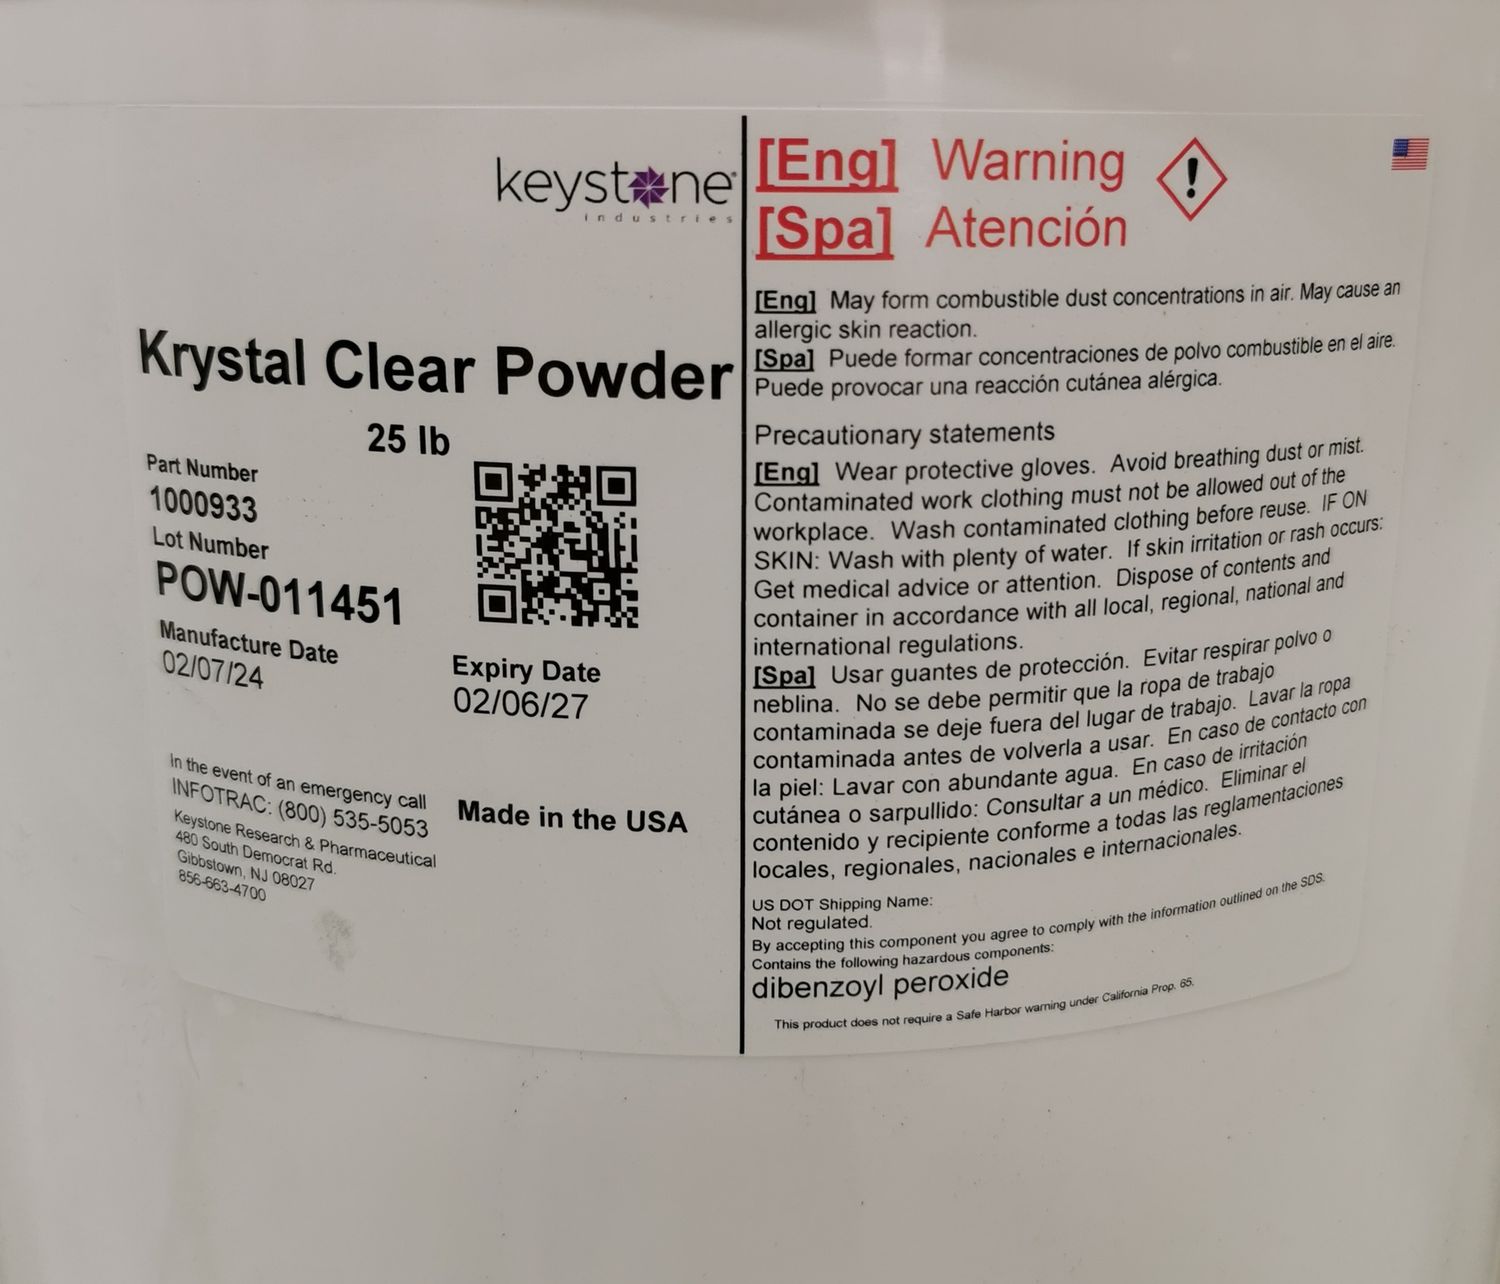 keystone
industries
Krystal Clear Powder
25 lb
Part Number
1000933
Lot Number
POW-011451
Manufacture Date
02/07/24
Expiry Date
02/06/27
In the event of an emergency call
INFOTRAC: (800) 535-5053
Keystone Research & Pharmaceutical
480 South Democrat Rd.
Gibbstown, NJ 08027
856-663-4700
Made in the USA
[Eng] Warning
[Spa] Atención
[Eng] May form combustible dust concentrations in air. May cause an
allergic skin reaction.
[Spa] Puede formar concentraciones de polvo combustible en el aire.
Puede provocar una reacción cutánea alérgica.
Precautionary statements
[Eng] Wear protective gloves. Avoid breathing dust or mist.
Contaminated work clothing must not be allowed out of the
workplace. Wash contaminated clothing before reuse. IF ON
SKIN: Wash with plenty of water. If skin irritation or rash occurs:
Get medical advice or attention. Dispose of contents and
container in accordance with all local, regional, national and
international regulations.
[Spa] Usar guantes de protección. Evitar respirar polvo o
neblina. No se debe permitir que la ropa de trabajo
contaminada se deje fuera del lugar de trabajo. Lavar la ropa
contaminada antes de volverla a usar. En caso de contacto con
la piel: Lavar con abundante agua. En caso de irritación
cutánea o sarpullido: Consultar a un médico. Eliminar el
contenido y recipiente conforme a todas las reglamentaciones
locales, regionales, nacionales e internacionales.
US DOT Shipping Name:
Not regulated.
By accepting this component you agree to comply with the information outlined on the SDS.
Contains the following hazardous components:
dibenzoyl peroxide
This product does not require a Safe Harbor warning under California Prop. 65.